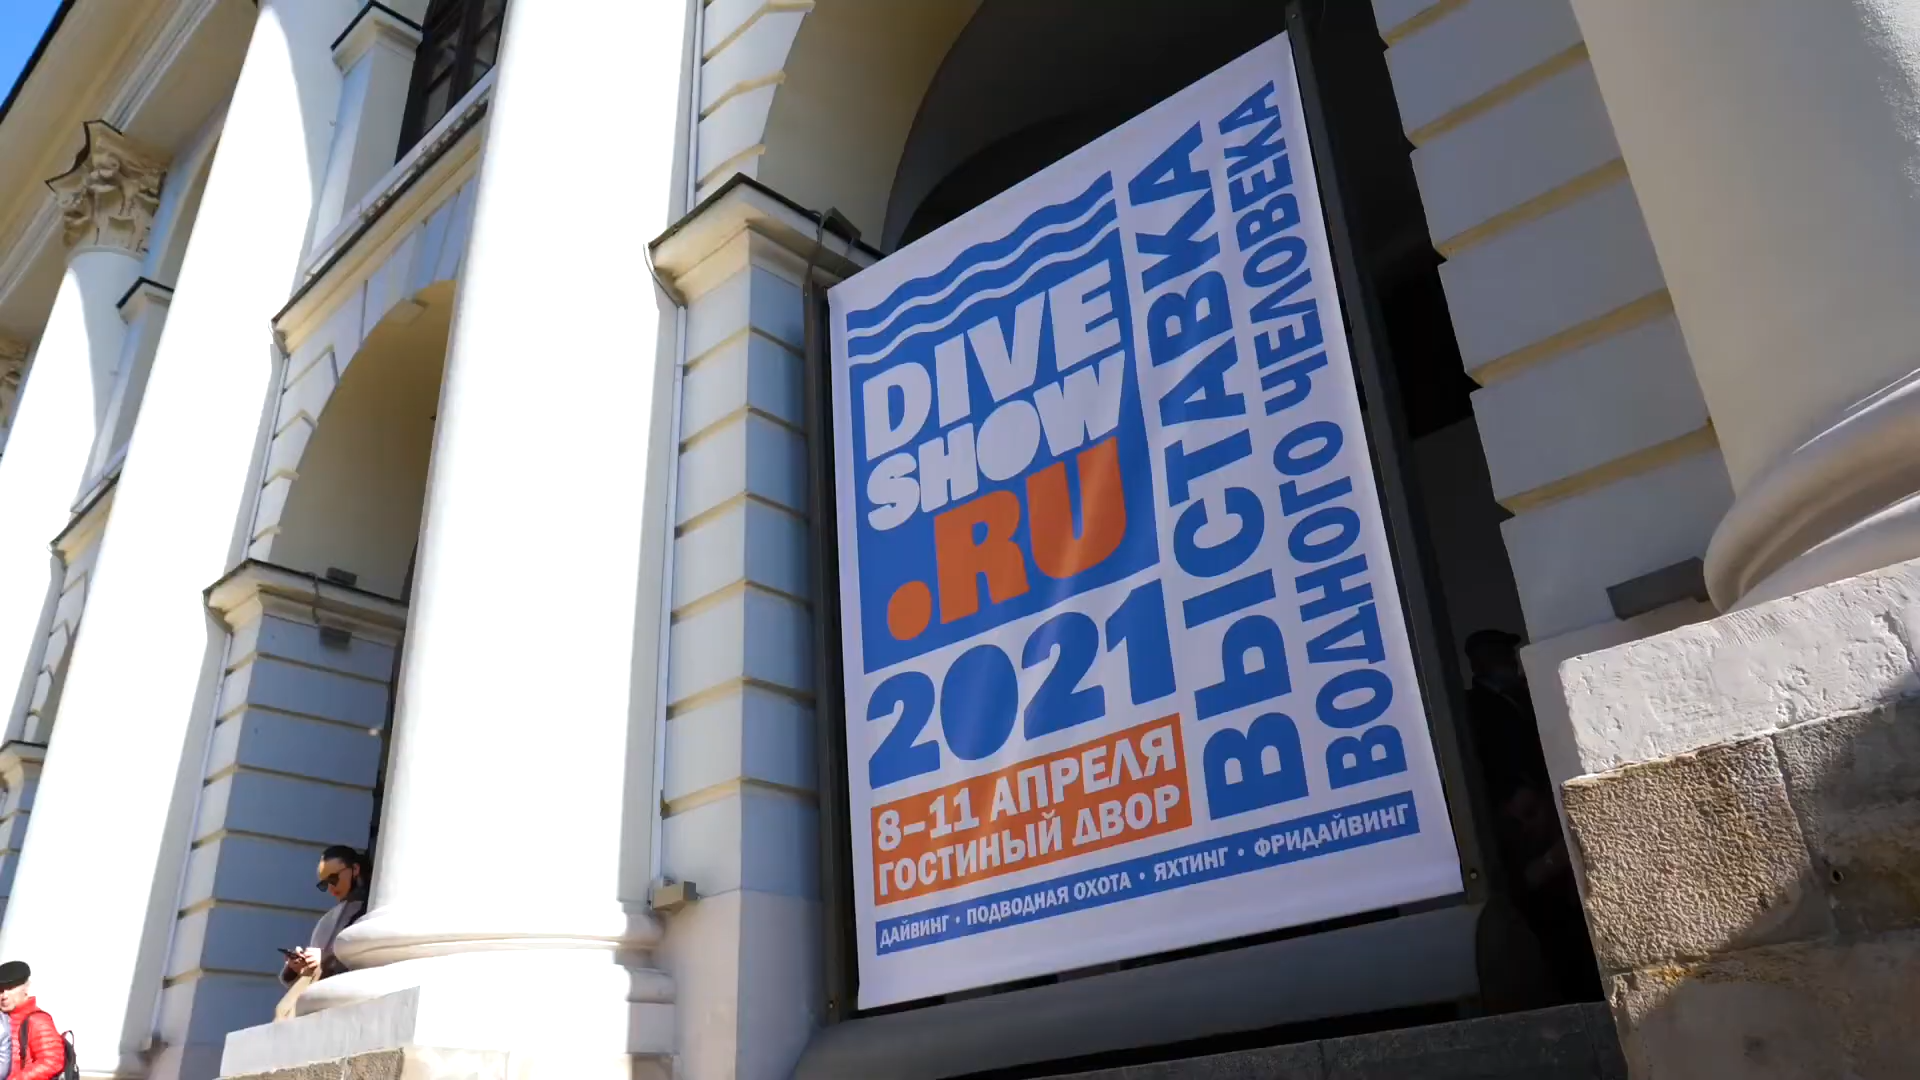 DIVE
SHOW
.RU
2021
8–11 АПРЕЛЯ
ГОСТИНЫЙ ДВОР
ВЫСТАВКА
ВОДНОГО ЧЕЛОВЕКА
ДАЙВИНГ · ПОДВОДНАЯ ОХОТА · ЯХТИНГ · ФРИДАЙВИНГ